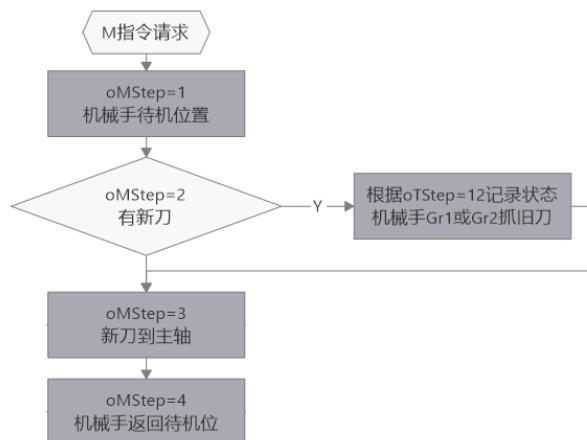 M指令请求
oMStep=1
机械手待机位置
oMStep=2
有新刀
Y
根据oTStep=12记录状态
机械手Gr1或Gr2抓旧刀
oMStep=3
新刀到主轴
oMStep=4
机械手返回待机位